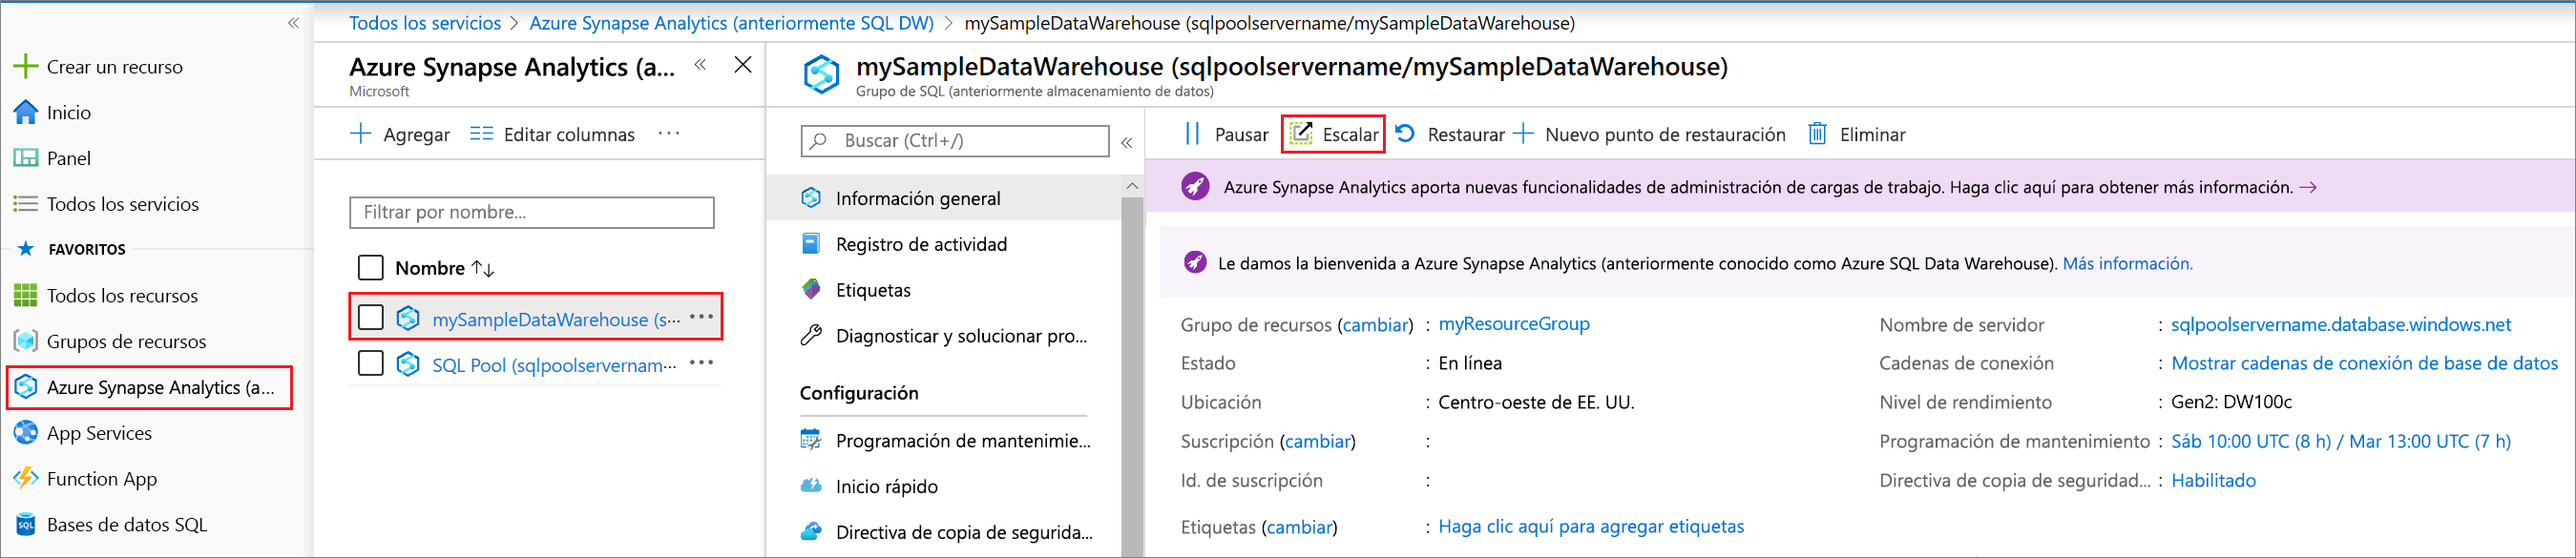 Todos los servicios > Azure Synapse Analytics (anteriormente SQL DW) > mySampleDataWarehouse (sqlpoolservername/mySampleDataWarehouse)
Crear un recurso
Inicio
Panel
Todos los servicios
FAVORITOS
Todos los recursos
Grupos de recursos
Azure Synapse Analytics (a...
App Services
Function App
Bases de datos SQL
Azure Synapse Analytics (a...
Microsoft
Agregar Editar columnas ...
Filtrar por nombre...
Nombre
mySampleDataWarehouse (s... ...
SQL Pool (sqlpoolservernam... ...
mySampleDataWarehouse (sqlpoolservername/mySampleDataWarehouse)
Grupo de SQL (anteriormente almacenamiento de datos)
Buscar (Ctrl+/)
Información general
Registro de actividad
Etiquetas
Diagnosticar y solucionar pro...
Configuración
Programación de mantenimie...
Inicio rápido
Directiva de copia de segurida...
Pausar Escalar Restaurar Nuevo punto de restauración Eliminar
Azure Synapse Analytics aporta nuevas funcionalidades de administración de cargas de trabajo. Haga clic aquí para obtener más información. →
Le damos la bienvenida a Azure Synapse Analytics (anteriormente conocido como Azure SQL Data Warehouse). Más información.
Grupo de recursos (cambiar) : myResourceGroup
Estado : En línea
Ubicación : Centro-oeste de EE. UU.
Suscripción (cambiar) :
Id. de suscripción :
Etiquetas (cambiar) : Haga clic aquí para agregar etiquetas
Nombre de servidor : sqlpoolservername.database.windows.net
Cadenas de conexión : Mostrar cadenas de conexión de base de datos
Nivel de rendimiento : Gen2: DW100c
Programación de mantenimiento : Sáb 10:00 UTC (8 h) / Mar 13:00 UTC (7 h)
Directiva de copia de seguridad... : Habilitado